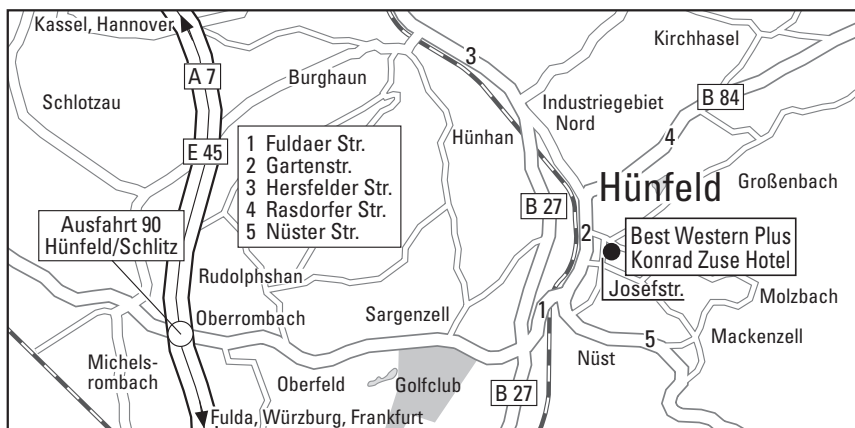 Kassel, Hannover
Kirchhasel
3
A 7
Burghaun
B 84
Schlotzau
Industriegebiet
Nord
1 Fuldaer Str.
2 Gartenstr.
3 Hersfelder Str.
4 Rasdorfer Str.
5 Nüster Str.
Hünhan
4
E 45
Hünfeld
Großenbach
B 27
Ausfahrt 90
Hünfeld/Schlitz
2
Best Western Plus
Konrad Zuse Hotel
Rudolphshan
Josefstr.
Molzbach
Oberrombach
Sargenzell
1
5
Mackenzell
Michels-
rombach
Nüst
Oberfeld
Golfclub
B 27
Fulda, Würzburg, Frankfurt